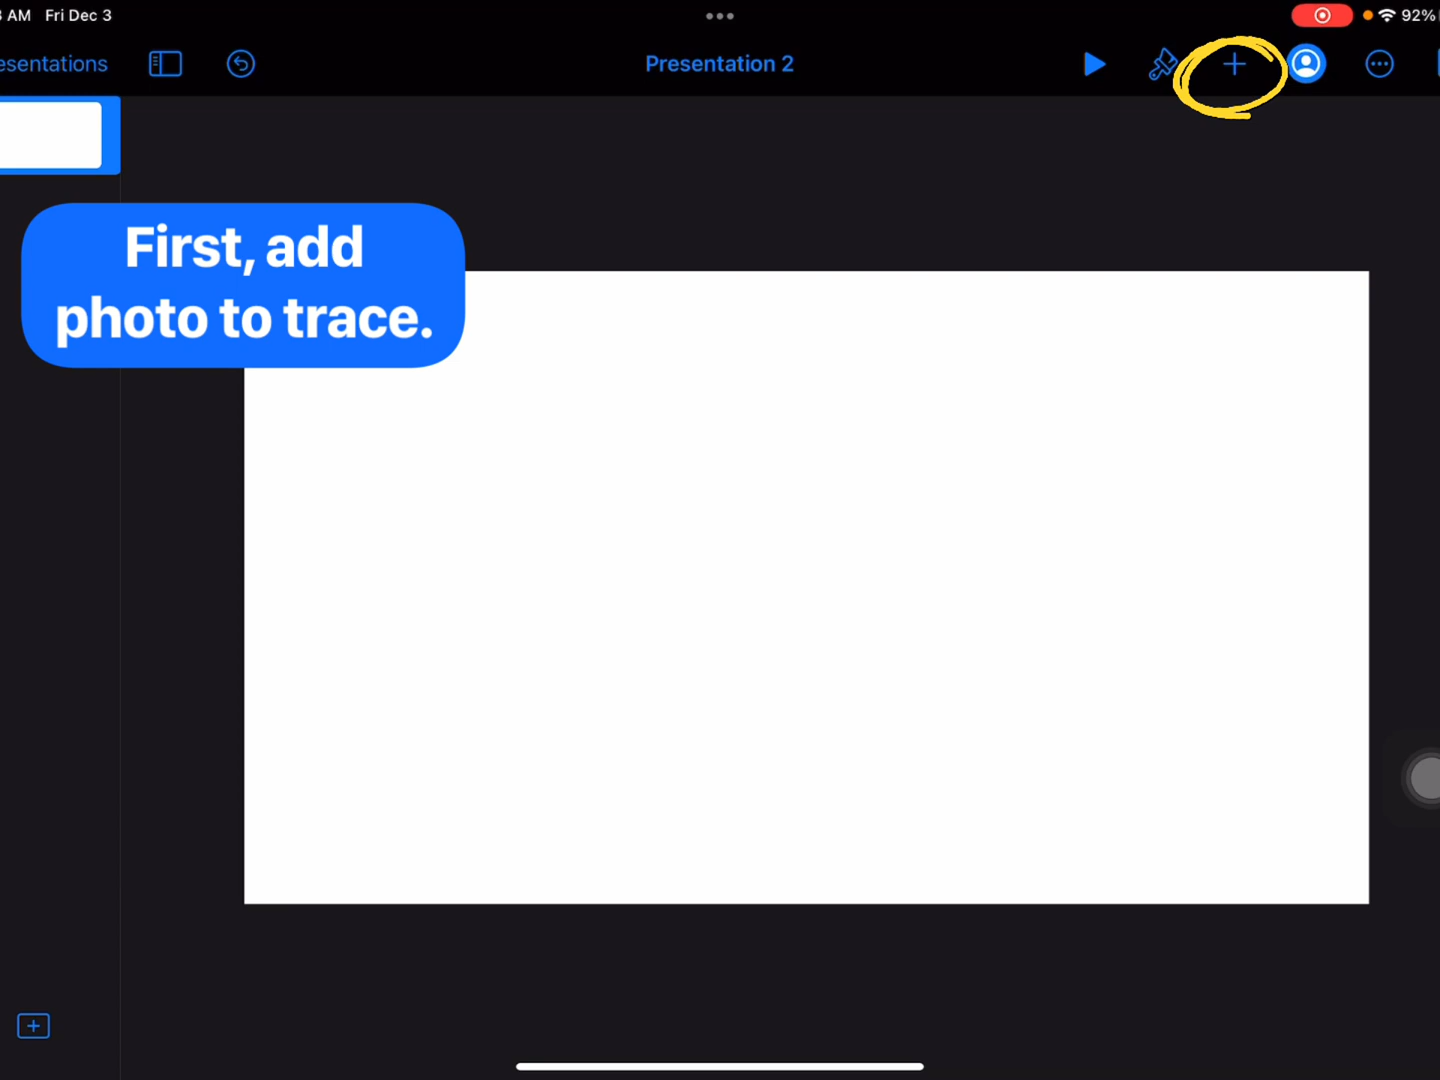 AM Fri Dec 3
92%
esentations
Presentation 2
First, add
photo to trace.